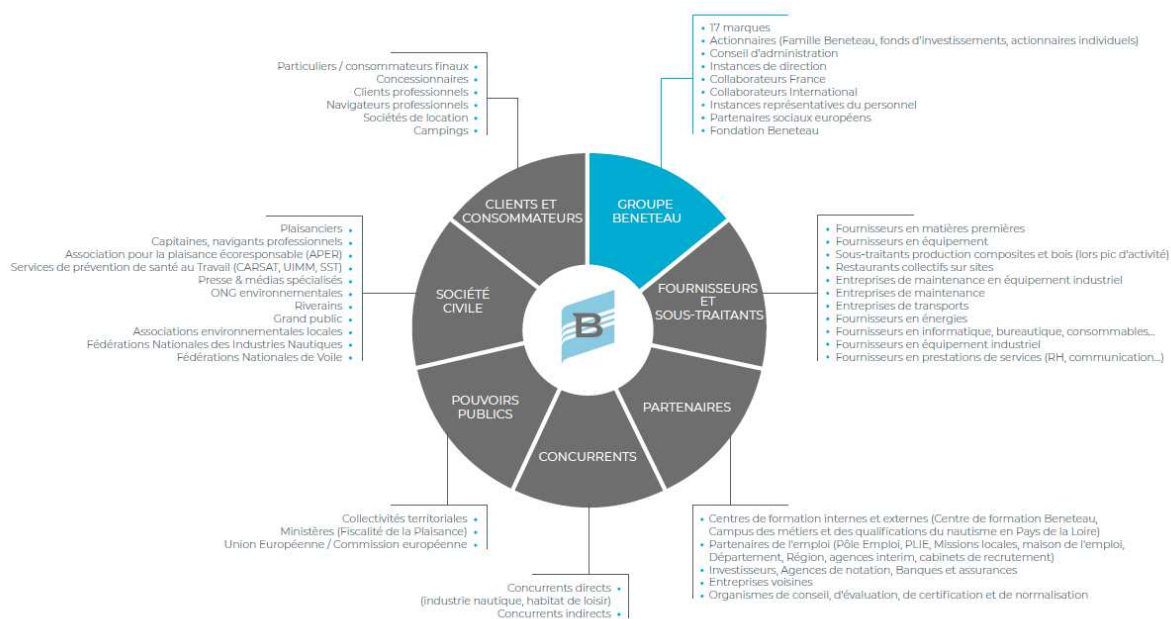 17 marques
Actionnaires (Famille Beneteau, fonds d'investissements, actionnaires individuels)
Conseil d'administration
Instances de direction
Collaborateurs France
Collaborateurs International
Instances représentatives du personnel
Partenaires sociaux européens
Fondation Beneteau
Particuliers / consommateurs finaux
Concessionnaires
Clients professionnels
Navigateurs professionnels
Sociétés de location
Campings
CLIENTS ET
CONSOMMATEURS
GROUPE
BENETEAU
Plaisanciers
Capitaines, navigants professionnels
Association pour la plaisance écoresponsable (APER)
Services de prévention de santé au Travail (CARSAT, UIMM, SST)
Presse & médias spécialisés
ONG environnementales
Riverains
Grand public
Associations environnementales locales
Fédérations Nationales des Industries Nautiques
Fédérations Nationales de Voile
SOCIÉTÉ
CIVILE
B
FOURNISSEURS
ET
SOUS-TRAITANTS
Fournisseurs en matières premières
Fournisseurs en équipement
Sous-traitants production composites et bois (lors pic d'activité)
Restaurants collectifs sur sites
Entreprises de maintenance en équipement industriel
Entreprises de maintenance
Entreprises de transports
Fournisseurs en énergies
Fournisseurs en informatique, bureautique, consommables...
Fournisseurs en équipement industriel
Fournisseurs en prestations de services (RH, communication...)
POUVOIRS
PUBLICS
PARTENAIRES
CONCURRENTS
Collectivités territoriales
Ministères (Fiscalité de la Plaisance)
Union Européenne / Commission européenne
Concurrents directs
(industrie nautique, habitat de loisir)
Concurrents indirects
Centres de formation internes et externes (Centre de formation Beneteau,
Campus des métiers et des qualifications du nautisme en Pays de la Loire)
Partenaires de l'emploi (Pôle Emploi, PLIE, Missions locales, maison de l'emploi,
Département, Région, agences interim, cabinets de recrutement)
Investisseurs, Agences de notation, Banques et assurances
Entreprises voisines
Organismes de conseil, d'évaluation, de certification et de normalisation